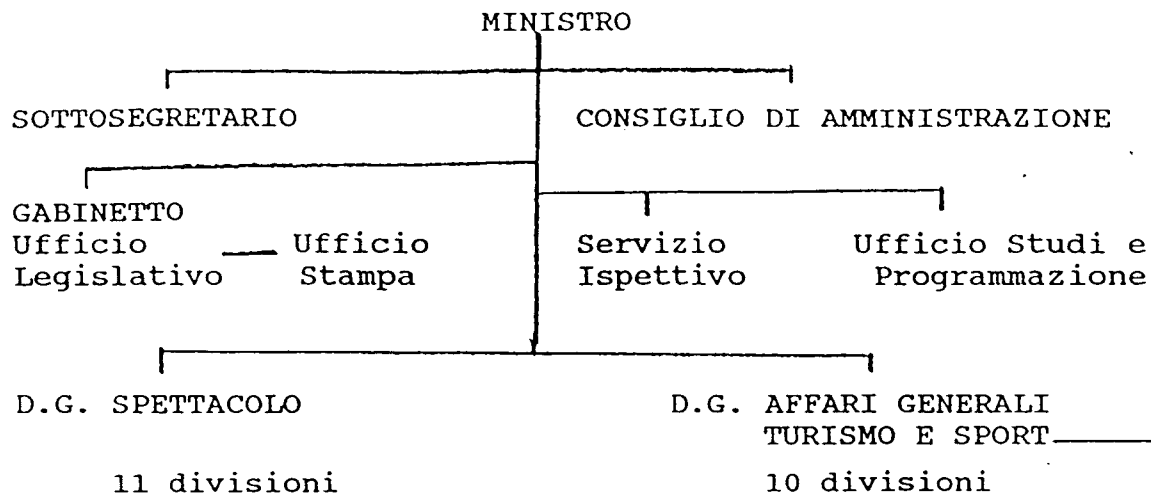 MINISTRO
SOTTOSEGRETARIO
CONSIGLIO DI AMMINISTRAZIONE
GABINETTO
Ufficio
Legislativo
Ufficio
Stampa
Servizio
Ispettivo
Ufficio Studi e
Programmazione
D.G. SPETTACOLO
11 divisioni
D.G. AFFARI GENERALI
TURISMO E SPORT
10 divisioni